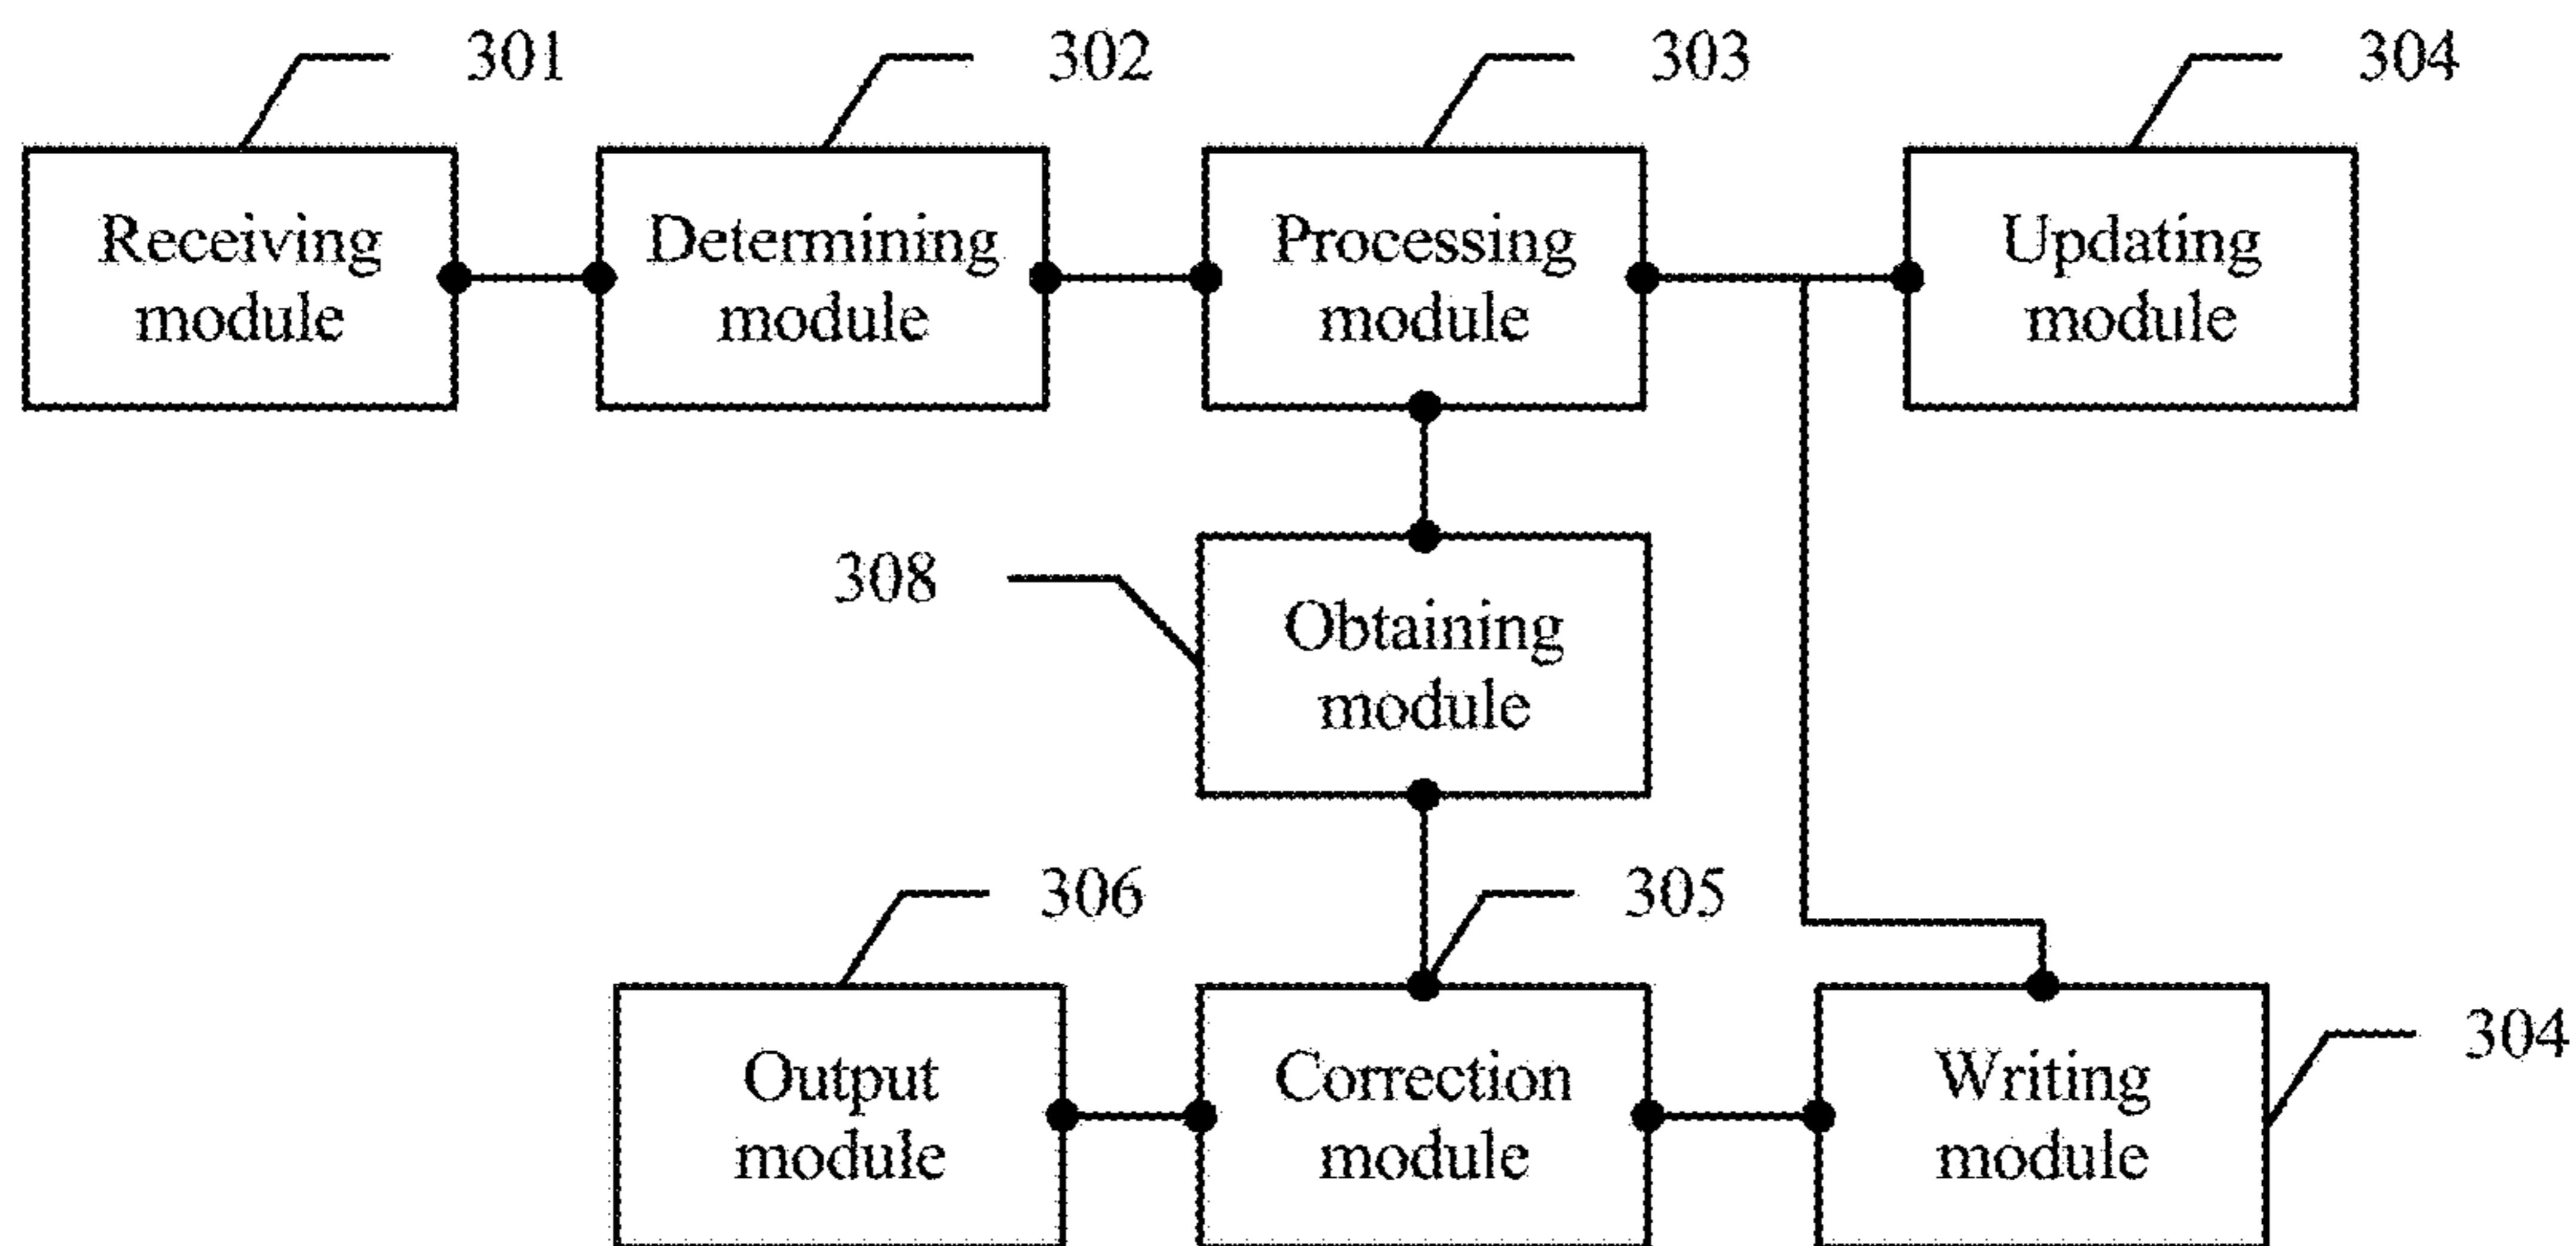 301
302
303
304
Receiving
module
Determining
module
Processing
module
Updating
module
308
Obtaining
module
306
305
Output
module
Correction
module
Writing
module
304